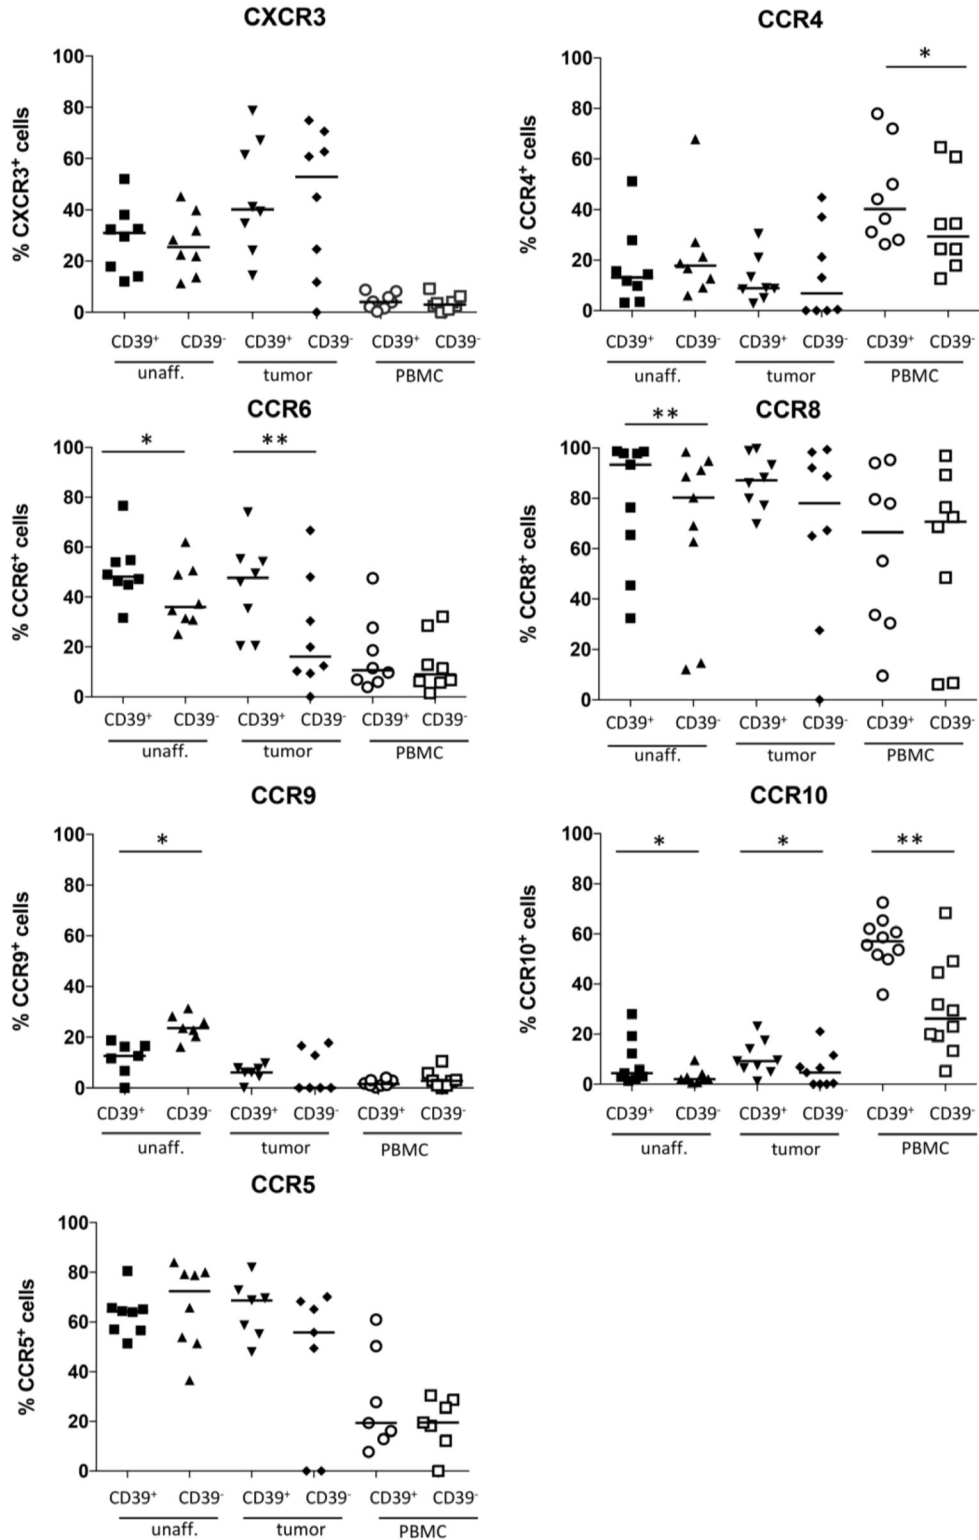 CXCR3
100
80
60
40
20
0
% CXCR3⁺ cells
CD39⁺ CD39⁻ CD39⁺ CD39⁻ CD39⁺ CD39⁻
unaff. tumor PBMC
CCR4
*
100
80
60
40
20
0
% CCR4⁺ cells
CD39⁺ CD39⁻ CD39⁺ CD39⁻ CD39⁺ CD39⁻
unaff. tumor PBMC
CCR6
* **
100
80
60
40
20
0
% CCR6⁺ cells
CD39⁺ CD39⁻ CD39⁺ CD39⁻ CD39⁺ CD39⁻
unaff. tumor PBMC
CCR8
**
100
80
60
40
20
0
% CCR8⁺ cells
CD39⁺ CD39⁻ CD39⁺ CD39⁻ CD39⁺ CD39⁻
unaff. tumor PBMC
CCR9
*
100
80
60
40
20
0
% CCR9⁺ cells
CD39⁺ CD39⁻ CD39⁺ CD39⁻ CD39⁺ CD39⁻
unaff. tumor PBMC
CCR10
* * **
100
80
60
40
20
0
% CCR10⁺ cells
CD39⁺ CD39⁻ CD39⁺ CD39⁻ CD39⁺ CD39⁻
unaff. tumor PBMC
CCR5
100
80
60
40
20
0
% CCR5⁺ cells
CD39⁺ CD39⁻ CD39⁺ CD39⁻ CD39⁺ CD39⁻
unaff. tumor PBMC